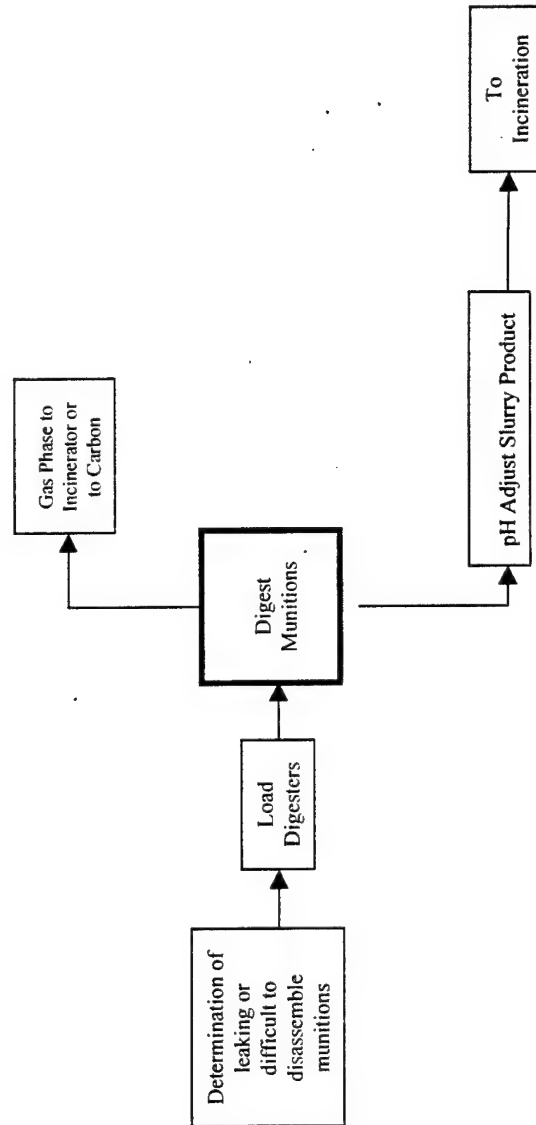 Determination of
leaking or
difficult to
disassemble
munitions
Load
Digesters
Digest
Munitions
Gas Phase to
Incinerator or
to Carbon
pH Adjust Slurry Product
To
Incineration